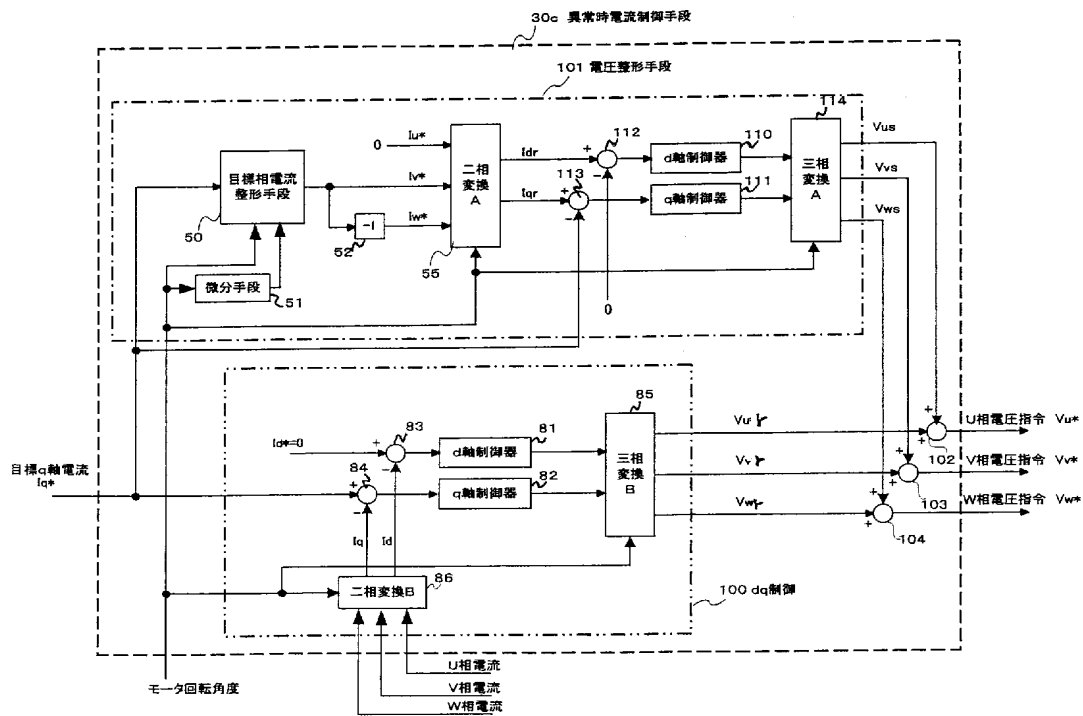 30c 異常時電流制御手段
101 電圧整形手段
114
Vus
Vvs
Vws
0
Iu*
Iv*
Iw*
目標相電流
整形手段
50
-1
52
二相
変換
A
55
Idr
Iqr
+
112
-
+
113
-
110
d軸制御器
111
q軸制御器
三相
変換
A
微分手段
51
0
Id*=0
+
83
-
84
+
-
81
d軸制御器
82
q軸制御器
85
三相
変換
B
Vur
Vvr
Vwr
+
+
102
+
+
103
+
+
104
U相電圧指令 Vu*
V相電圧指令 Vv*
W相電圧指令 Vw*
目標q軸電流
Iq*
Iq
Id
二相変換B
86
100 dq制御
U相電流
V相電流
W相電流
モータ回転角度